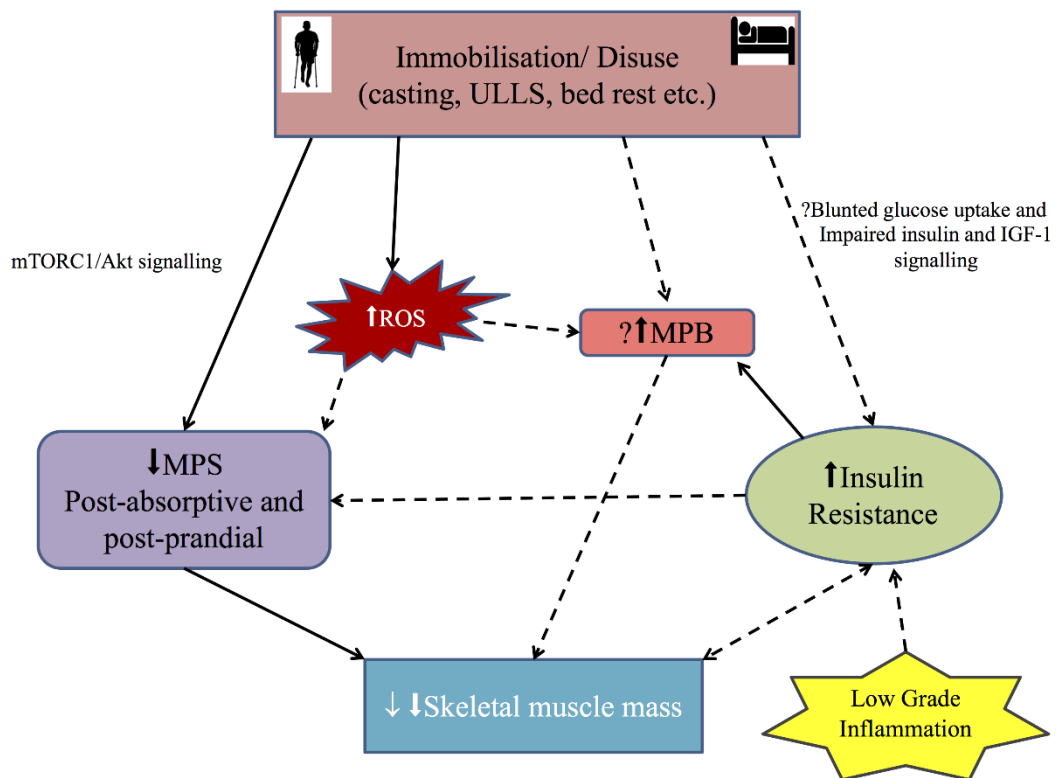 Immobilisation/ Disuse
(casting, ULLS, bed rest etc.)
?Blunted glucose uptake and
Impaired insulin and IGF-1
signalling
mTORC1/Akt signalling
↑ROS
?↑MPB
↓MPS
Post-absorptive and
post-prandial
↑Insulin
Resistance
↓ ↓Skeletal muscle mass
Low Grade
Inflammation